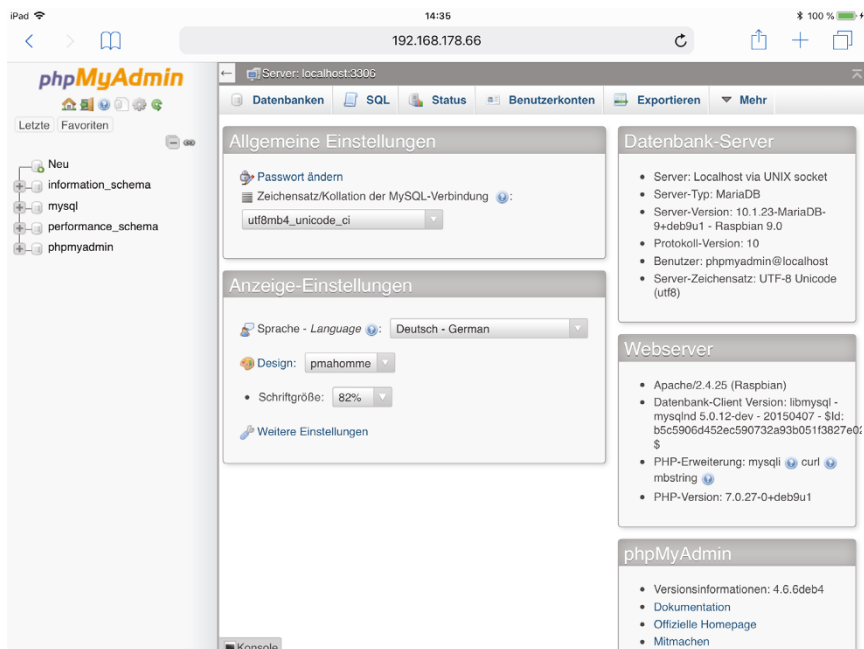 iPad
14:35
100 %
192.168.178.66
phpMyAdmin
Letzte
Favoriten
Neu
information_schema
mysql
performance_schema
phpmyadmin
Server: localhost:3306
Datenbanken
SQL
Status
Benutzerkonten
Exportieren
Mehr
Allgemeine Einstellungen
Passwort ändern
Zeichensatz/Kollation der MySQL-Verbindung
utf8mb4_unicode_ci
Anzeige-Einstellungen
Sprache - Language
Deutsch - German
Design:
pmahomme
Schriftgröße:
82%
Weitere Einstellungen
Konsole
Datenbank-Server
Server: Localhost via UNIX socket
Server-Typ: MariaDB
Server-Version: 10.1.23-MariaDB-
9+deb9u1 - Raspbian 9.0
Protokoll-Version: 10
Benutzer: phpmyadmin@localhost
Server-Zeichensatz: UTF-8 Unicode
(utf8)
Webserver
Apache/2.4.25 (Raspbian)
Datenbank-Client Version: libmysql -
mysqlnd 5.0.12-dev - 20150407 - $Id:
b5c5906d452ec590732a93b051f3827e02
$
PHP-Erweiterung: mysqli curl
mbstring
PHP-Version: 7.0.27-0+deb9u1
phpMyAdmin
Versionsinformationen: 4.6.6deb4
Dokumentation
Offizielle Homepage
Mitmachen